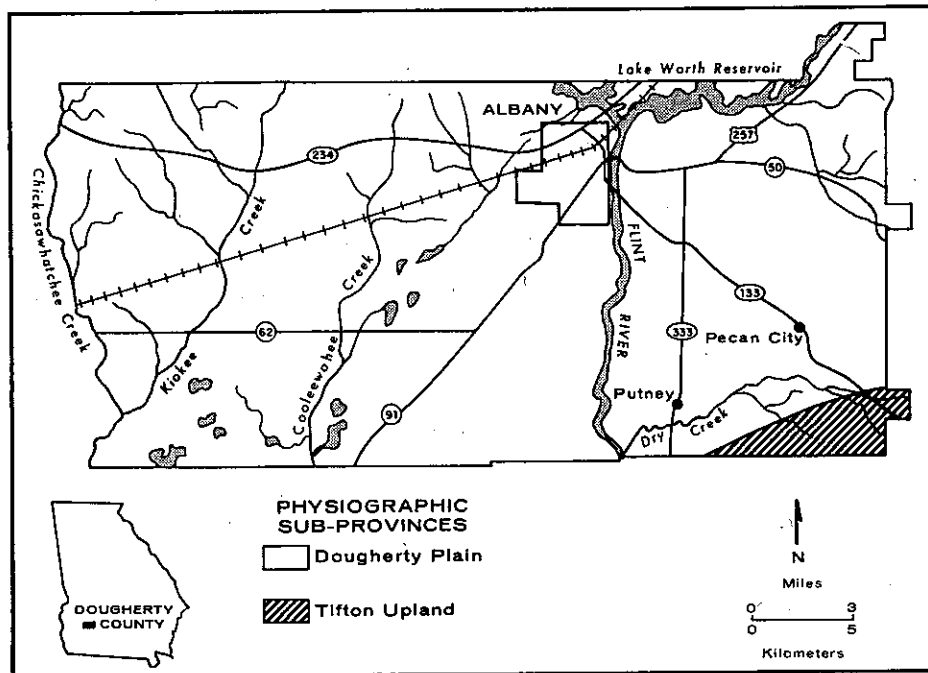 Lake Worth Reservoir
ALBANY
257
234
50
Chickasawhatchee Creek
Creek
Kiokee
Creek
Cooleewahee
FLINT
RIVER
133
62
333
Pecan City
91
Putney
Dry Creek
PHYSIOGRAPHIC
SUB-PROVINCES
Dougherty Plain
Tifton Upland
DOUGHERTY
COUNTY
N
Miles
0 3
0 5
Kilometers